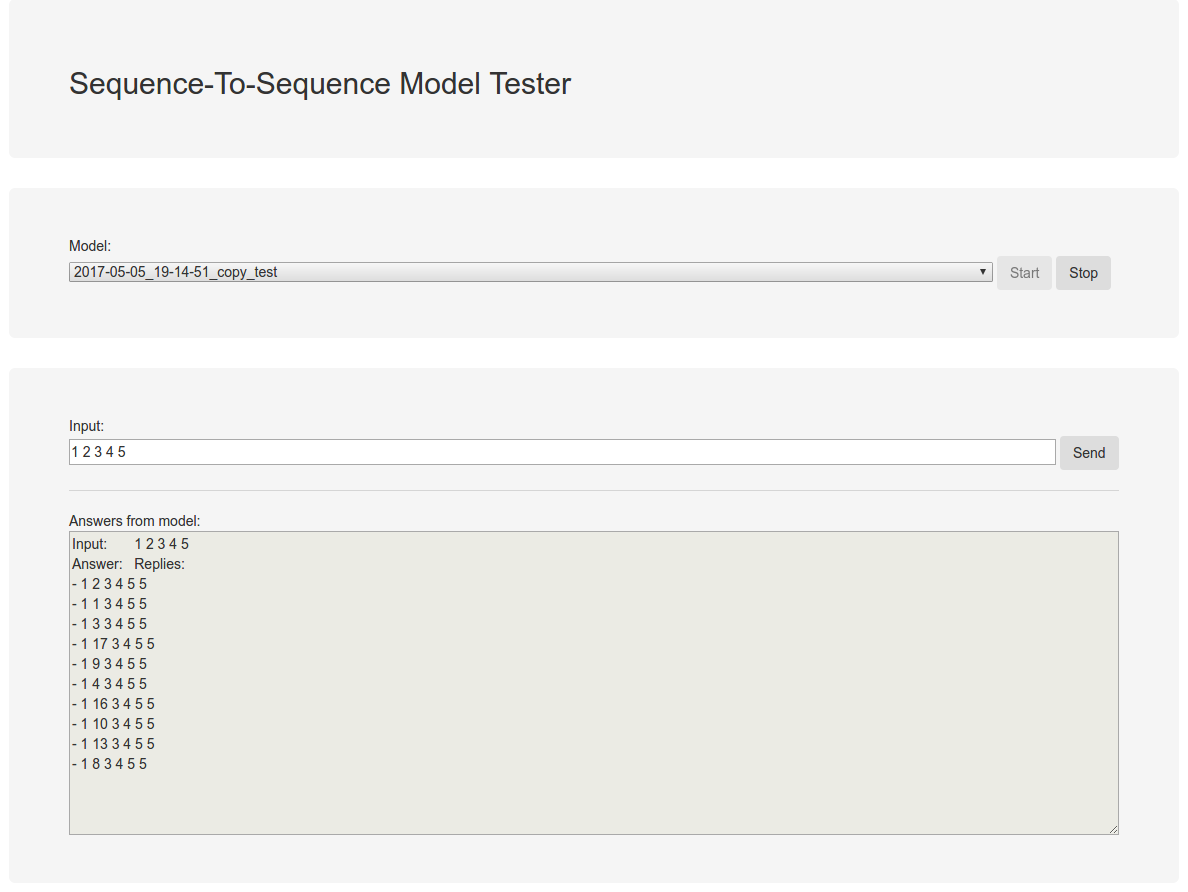 Sequence-To-Sequence Model Tester
Model:
2017-05-05_19-14-51_copy_test Start Stop
Input:
1 2 3 4 5 Send
Answers from model:
Input: 1 2 3 4 5
Answer: Replies:
- 1 2 3 4 5 5
- 1 1 3 4 5 5
- 1 3 3 4 5 5
- 1 17 3 4 5 5
- 1 9 3 4 5 5
- 1 4 3 4 5 5
- 1 16 3 4 5 5
- 1 10 3 4 5 5
- 1 13 3 4 5 5
- 1 8 3 4 5 5